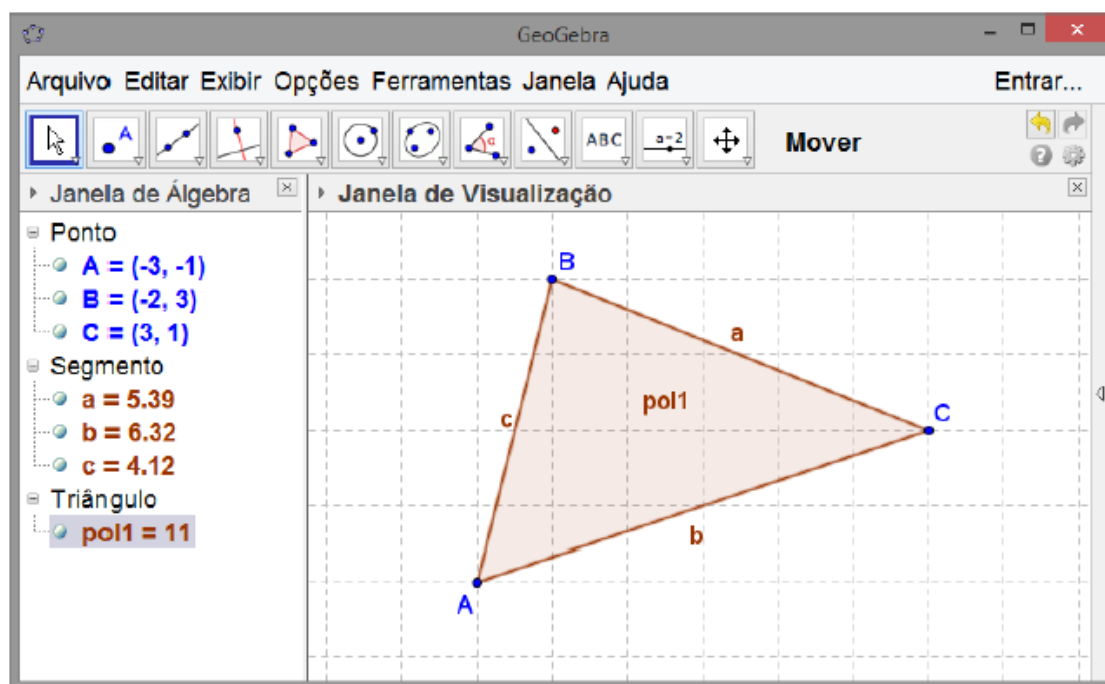 GeoGebra
Arquivo Editar Exibir Opções Ferramentas Janela Ajuda Entrar...
A α ABC a=2 Mover
Janela de Álgebra
Janela de Visualização
Ponto
A = (-3, -1)
B = (-2, 3)
C = (3, 1)
Segmento
a = 5.39
b = 6.32
c = 4.12
Triângulo
pol1 = 11
B
a
pol1
c
C
b
A